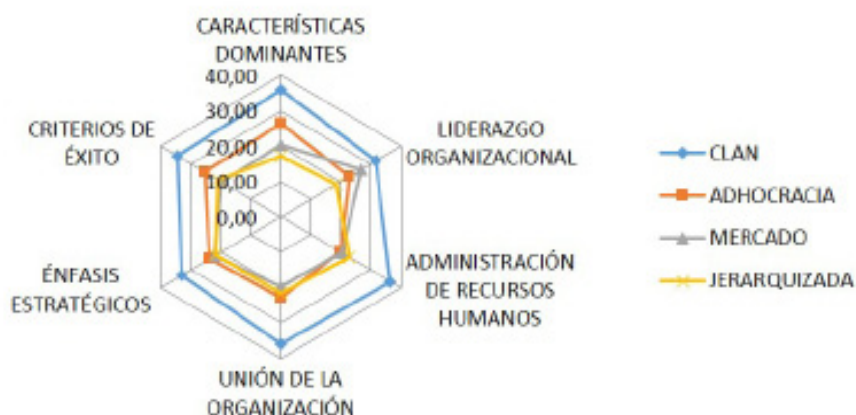 CARACTERÍSTICAS
DOMINANTES
40,00
30,00
20,00
10,00
0,00
LIDERAZGO
ORGANIZACIONAL
ADMINISTRACIÓN
DE RECURSOS
HUMANOS
UNIÓN DE LA
ORGANIZACIÓN
ÉNFASIS
ESTRATÉGICOS
CRITERIOS DE
ÉXITO
CLAN
ADHOCRACIA
MERCADO
JERARQUIZADA